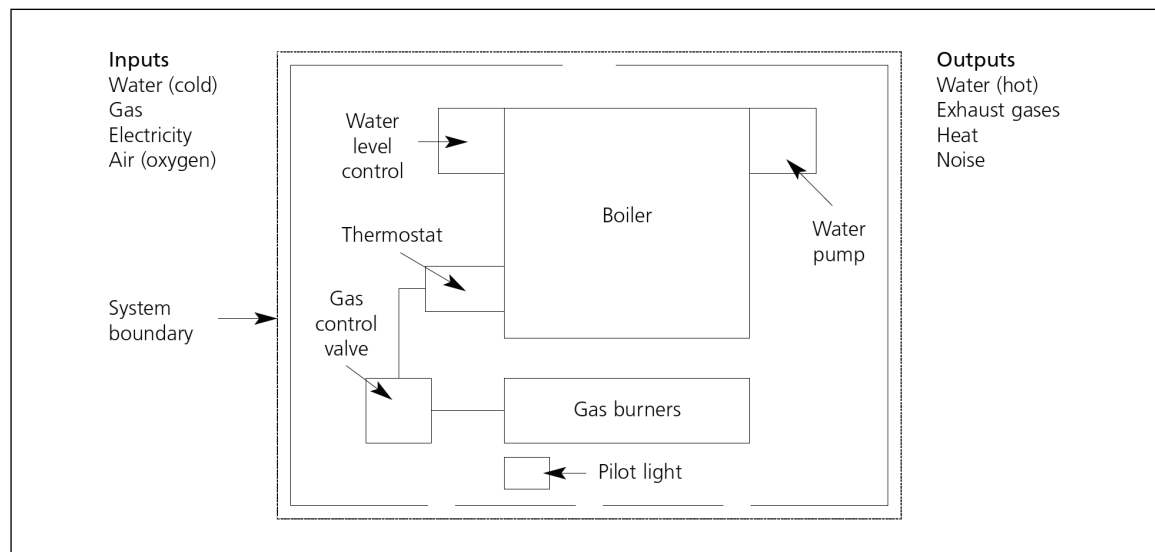 Inputs
Water (cold)
Gas
Electricity
Air (oxygen)
System
boundary
Water
level
control
Thermostat
Gas
control
valve
Boiler
Water
pump
Gas burners
Pilot light
Outputs
Water (hot)
Exhaust gases
Heat
Noise